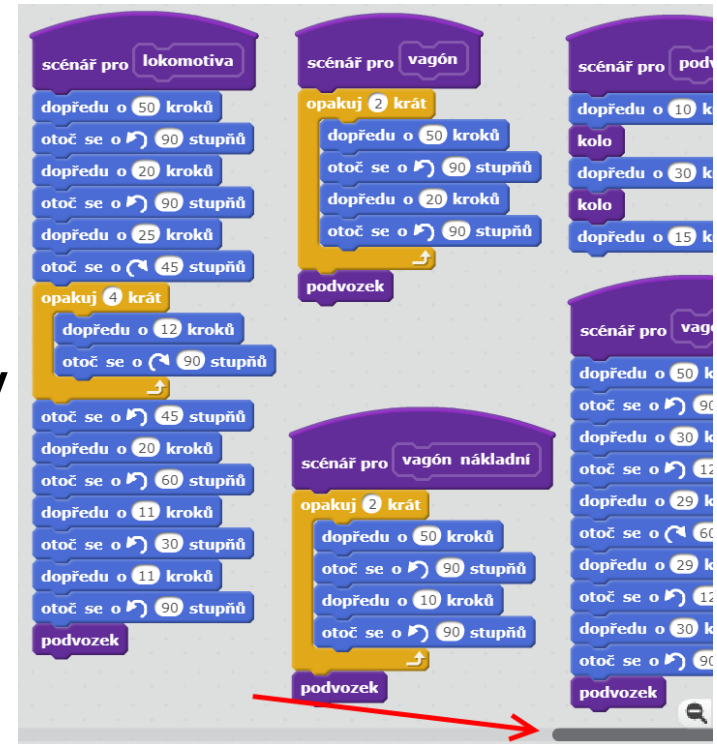 scénář pro lokomotiva
dopředu o 50 kroků
otoč se o 90 stupňů
dopředu o 20 kroků
otoč se o 90 stupňů
dopředu o 25 kroků
otoč se o 45 stupňů
opakuj 4 krát
dopředu o 12 kroků
otoč se o 90 stupňů
otoč se o 45 stupňů
dopředu o 20 kroků
otoč se o 60 stupňů
dopředu o 11 kroků
otoč se o 30 stupňů
dopředu o 11 kroků
otoč se o 90 stupňů
podvozek
scénář pro vagón
opakuj 2 krát
dopředu o 50 kroků
otoč se o 90 stupňů
dopředu o 20 kroků
otoč se o 90 stupňů
podvozek
scénář pro vagón nákladní
opakuj 2 krát
dopředu o 50 kroků
otoč se o 90 stupňů
dopředu o 10 kroků
otoč se o 90 stupňů
podvozek
scénář pro
dopředu o 10
kolo
dopředu o 30
kolo
dopředu o 15
scénář pro
dopředu o 50
otoč se o
dopředu o 30
otoč se o
dopředu o 29
otoč se o
dopředu o 29
otoč se o
dopředu o 30
otoč se o
podvozek